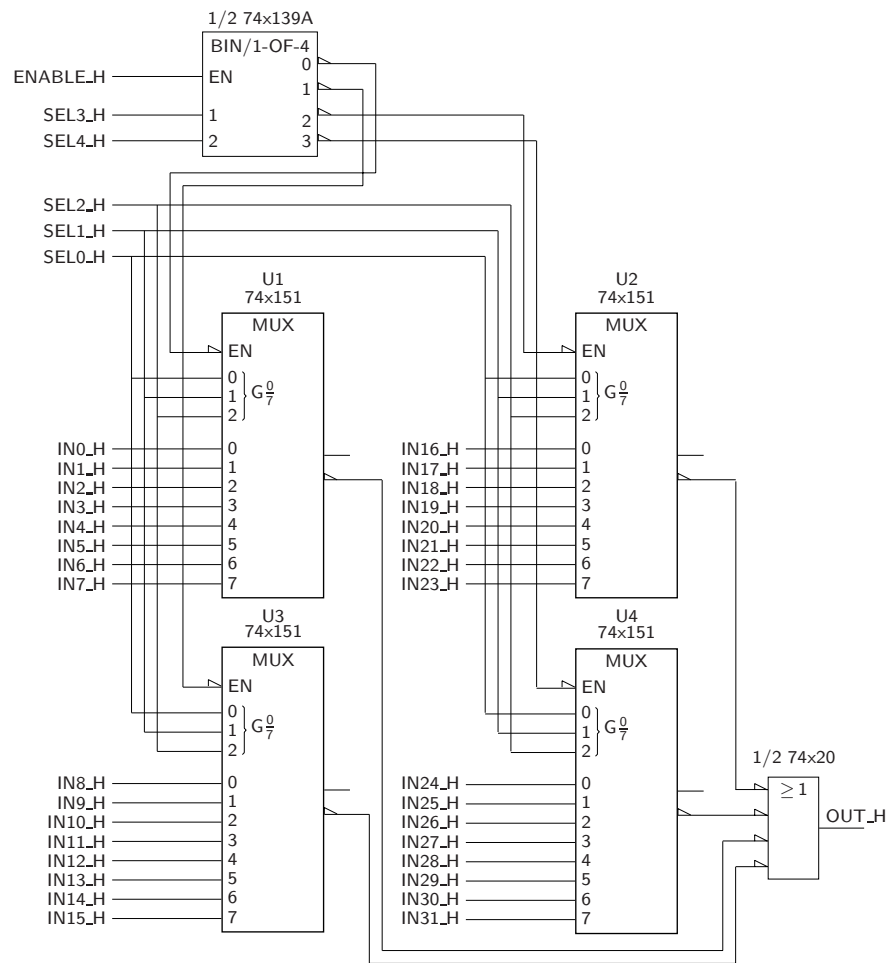 1/2 74x139A
BIN/1-OF-4
0
ENABLE_H
EN
1
SEL3_H
1
2
SEL4_H
2
3
SEL2_H
SEL1_H
SEL0_H
U1
74x151
MUX
EN
0
1
2
G 0/7
IN0_H
0
IN1_H
1
IN2_H
2
IN3_H
3
IN4_H
4
IN5_H
5
IN6_H
6
IN7_H
7
U2
74x151
MUX
EN
0
1
2
G 0/7
IN16_H
0
IN17_H
1
IN18_H
2
IN19_H
3
IN20_H
4
IN21_H
5
IN22_H
6
IN23_H
7
U3
74x151
MUX
EN
0
1
2
G 0/7
IN8_H
0
IN9_H
1
IN10_H
2
IN11_H
3
IN12_H
4
IN13_H
5
IN14_H
6
IN15_H
7
U4
74x151
MUX
EN
0
1
2
G 0/7
IN24_H
0
IN25_H
1
IN26_H
2
IN27_H
3
IN28_H
4
IN29_H
5
IN30_H
6
IN31_H
7
1/2 74x20
≥ 1
OUT_H